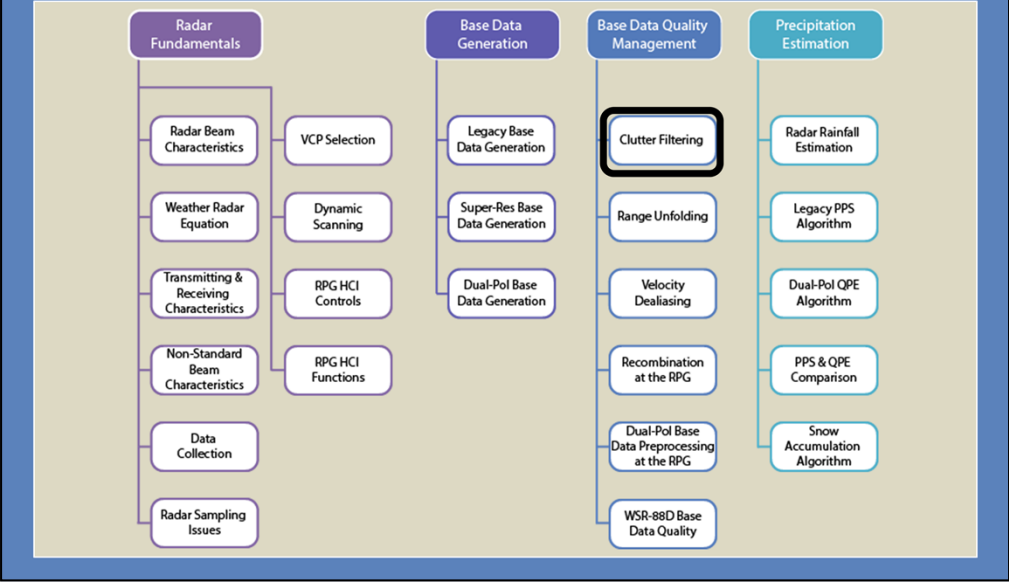 Radar
Fundamentals
Base Data
Generation
Base Data Quality
Management
Precipitation
Estimation
Radar Beam
Characteristics
Weather Radar
Equation
Transmitting &
Receiving
Characteristics
Non-Standard
Beam
Characteristics
Data
Collection
Radar Sampling
Issues
VCP Selection
Dynamic
Scanning
RPG HCI
Controls
RPG HCI
Functions
Legacy Base
Data Generation
Super-Res Base
Data Generation
Dual-Pol Base
Data Generation
Clutter Filtering
Range Unfolding
Velocity
Dealiasing
Recombination
at the RPG
Dual-Pol Base
Data Preprocessing
at the RPG
WSR-88D Base
Data Quality
Radar Rainfall
Estimation
Legacy PPS
Algorithm
Dual-Pol QPE
Algorithm
PPS & QPE
Comparison
Snow
Accumulation
Algorithm